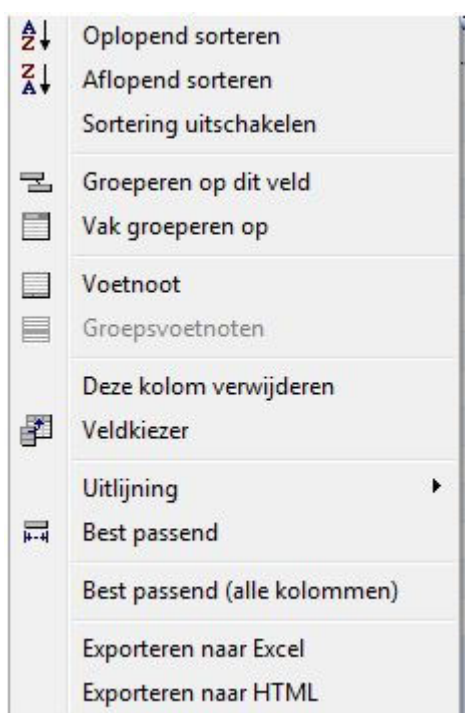 Oplopend sorteren
Aflopend sorteren
Sortering uitschakelen
Groeperen op dit veld
Vak groeperen op
Voetnoot
Groepsvoetnoten
Deze kolom verwijderen
Veldkiezer
Uitlijning
Best passend
Best passend (alle kolommen)
Exporteren naar Excel
Exporteren naar HTML